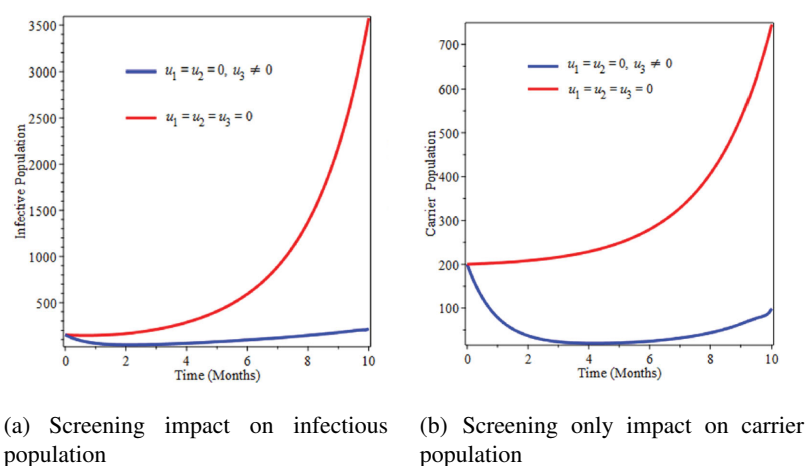 3500
3000
2500
2000
1500
1000
500
0 2 4 6 8 10
Infective Population
Time (Months)
u1 = u2 = 0, u3 ≠ 0
u1 = u2 = u3 = 0
(a) Screening impact on infectious
population
700
600
500
400
300
200
100
0 2 4 6 8 10
Carrier Population
Time (Months)
u1 = u2 = 0, u3 ≠ 0
u1 = u2 = u3 = 0
(b) Screening only impact on carrier
population